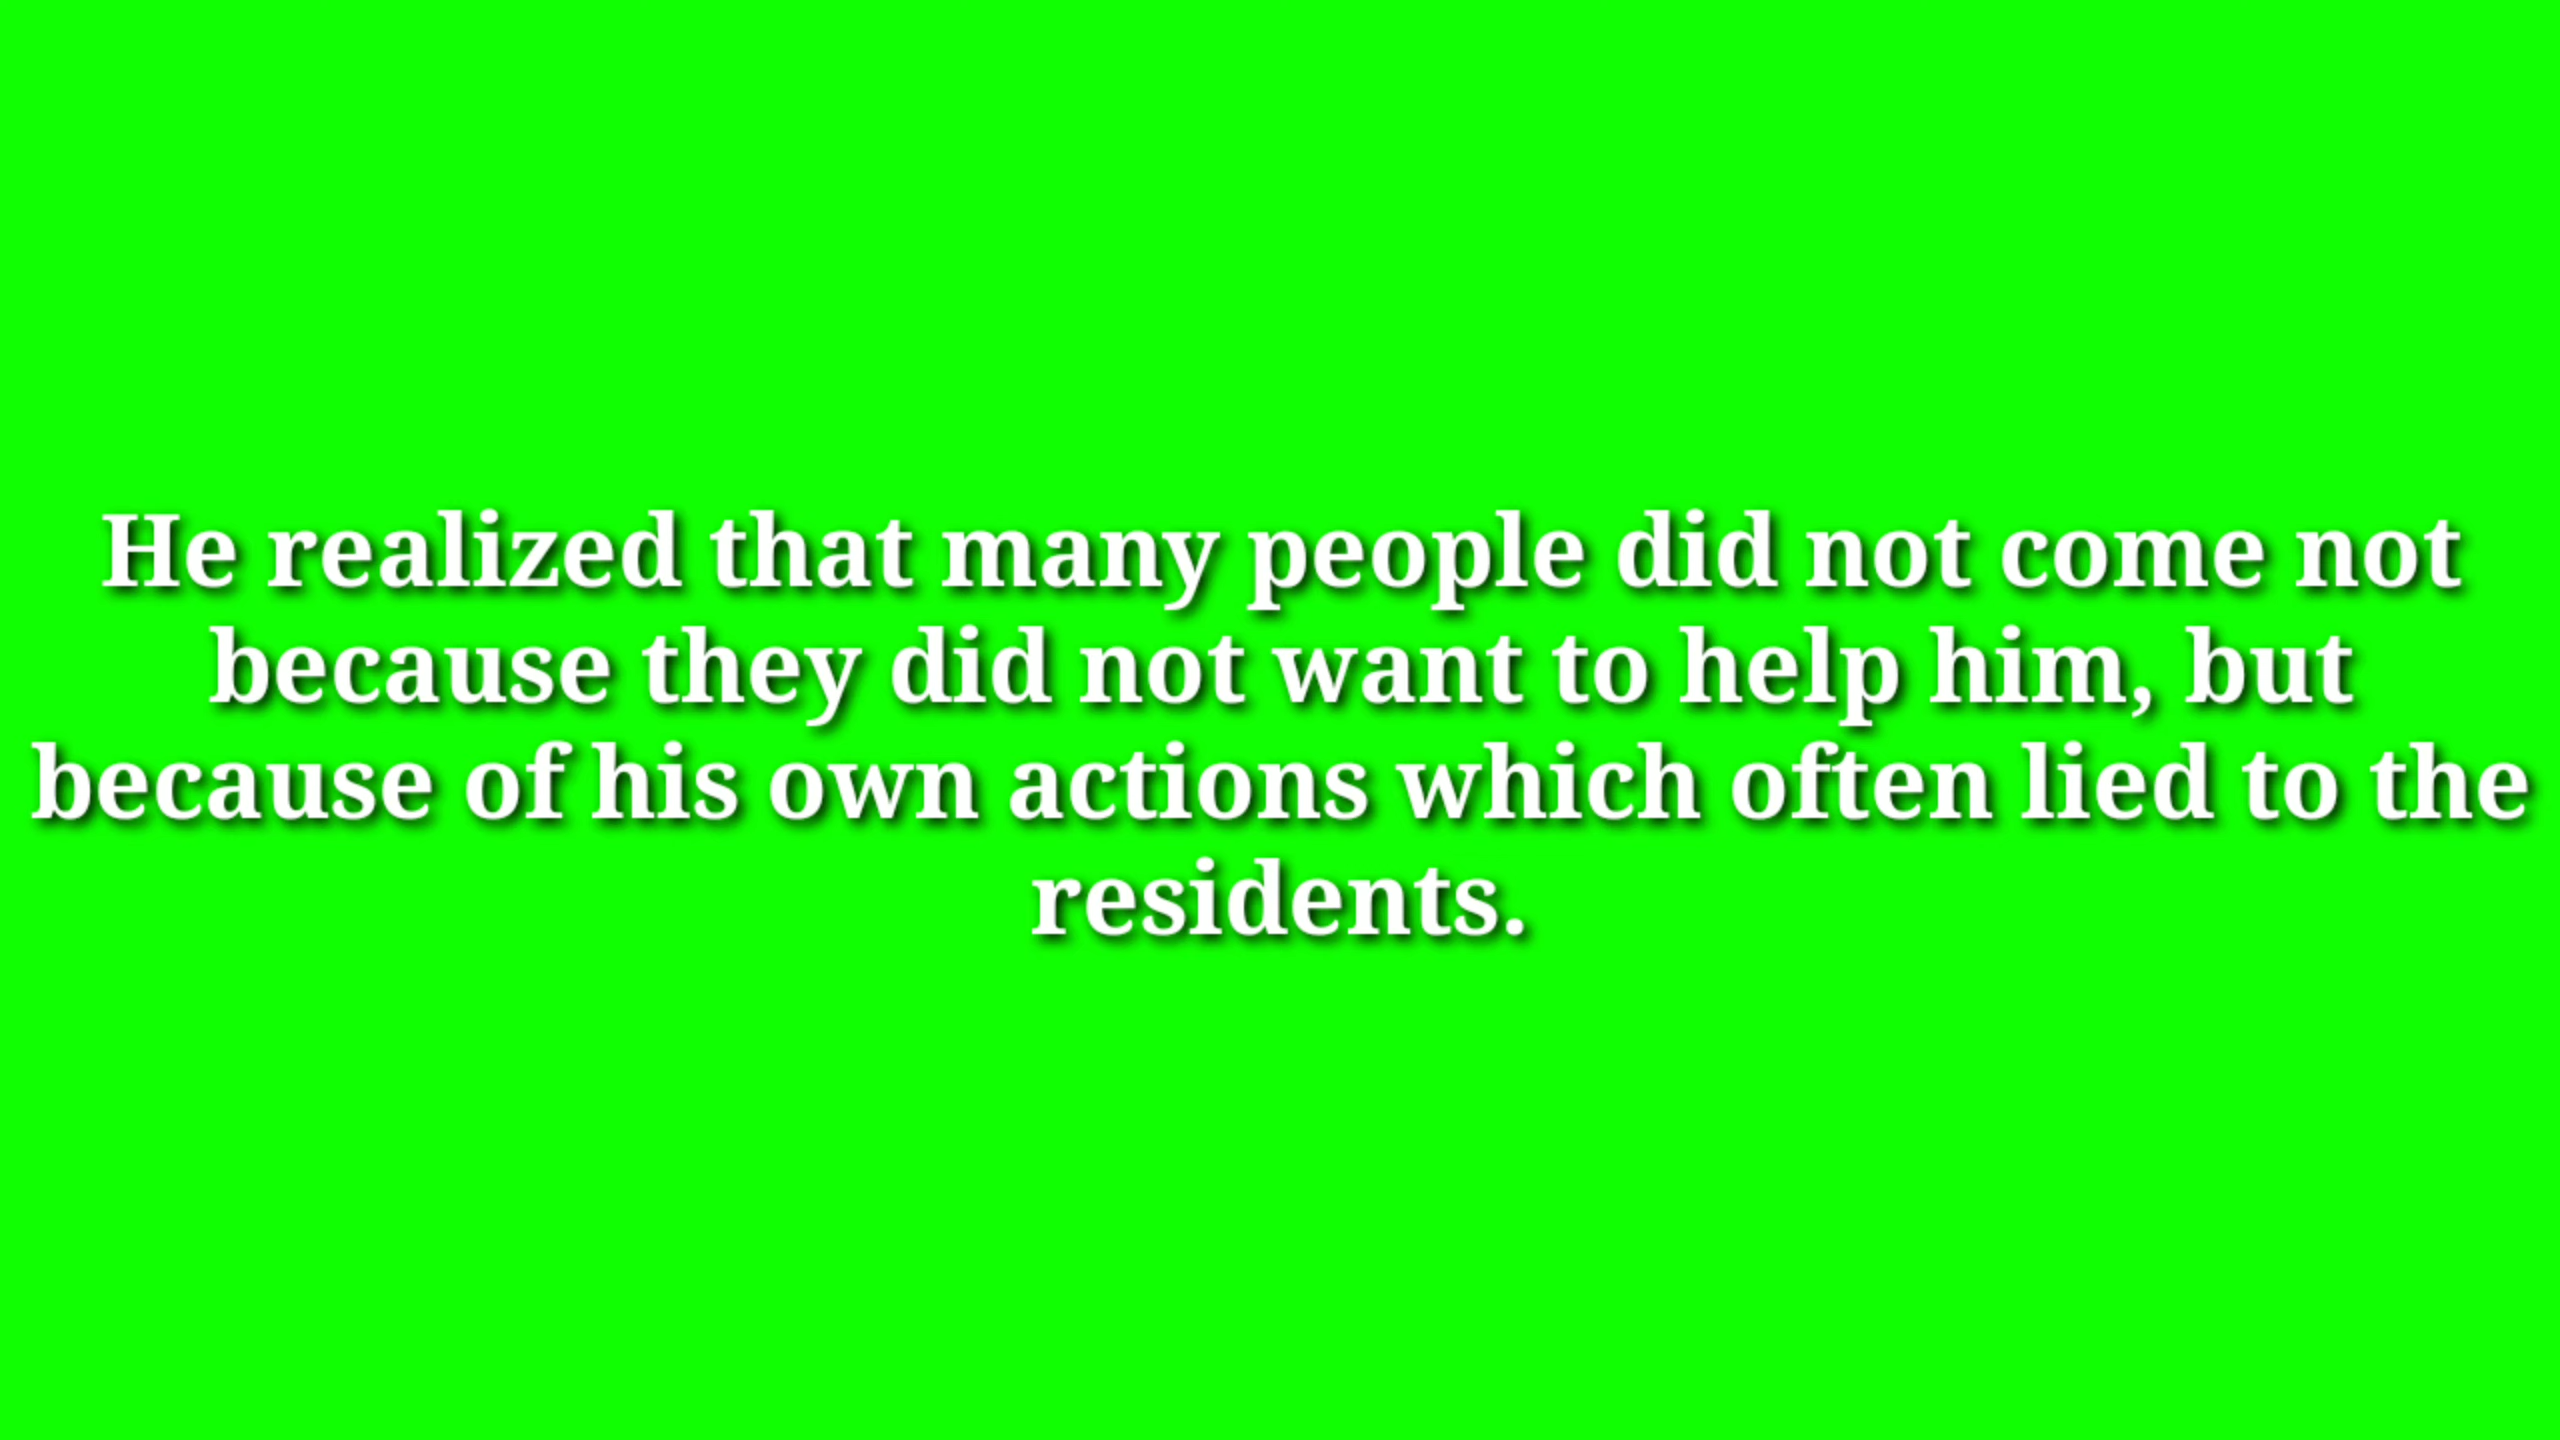 He realized that many people did not come not
because they did not want to help him, but
because of his own actions which often lied to the
residents.